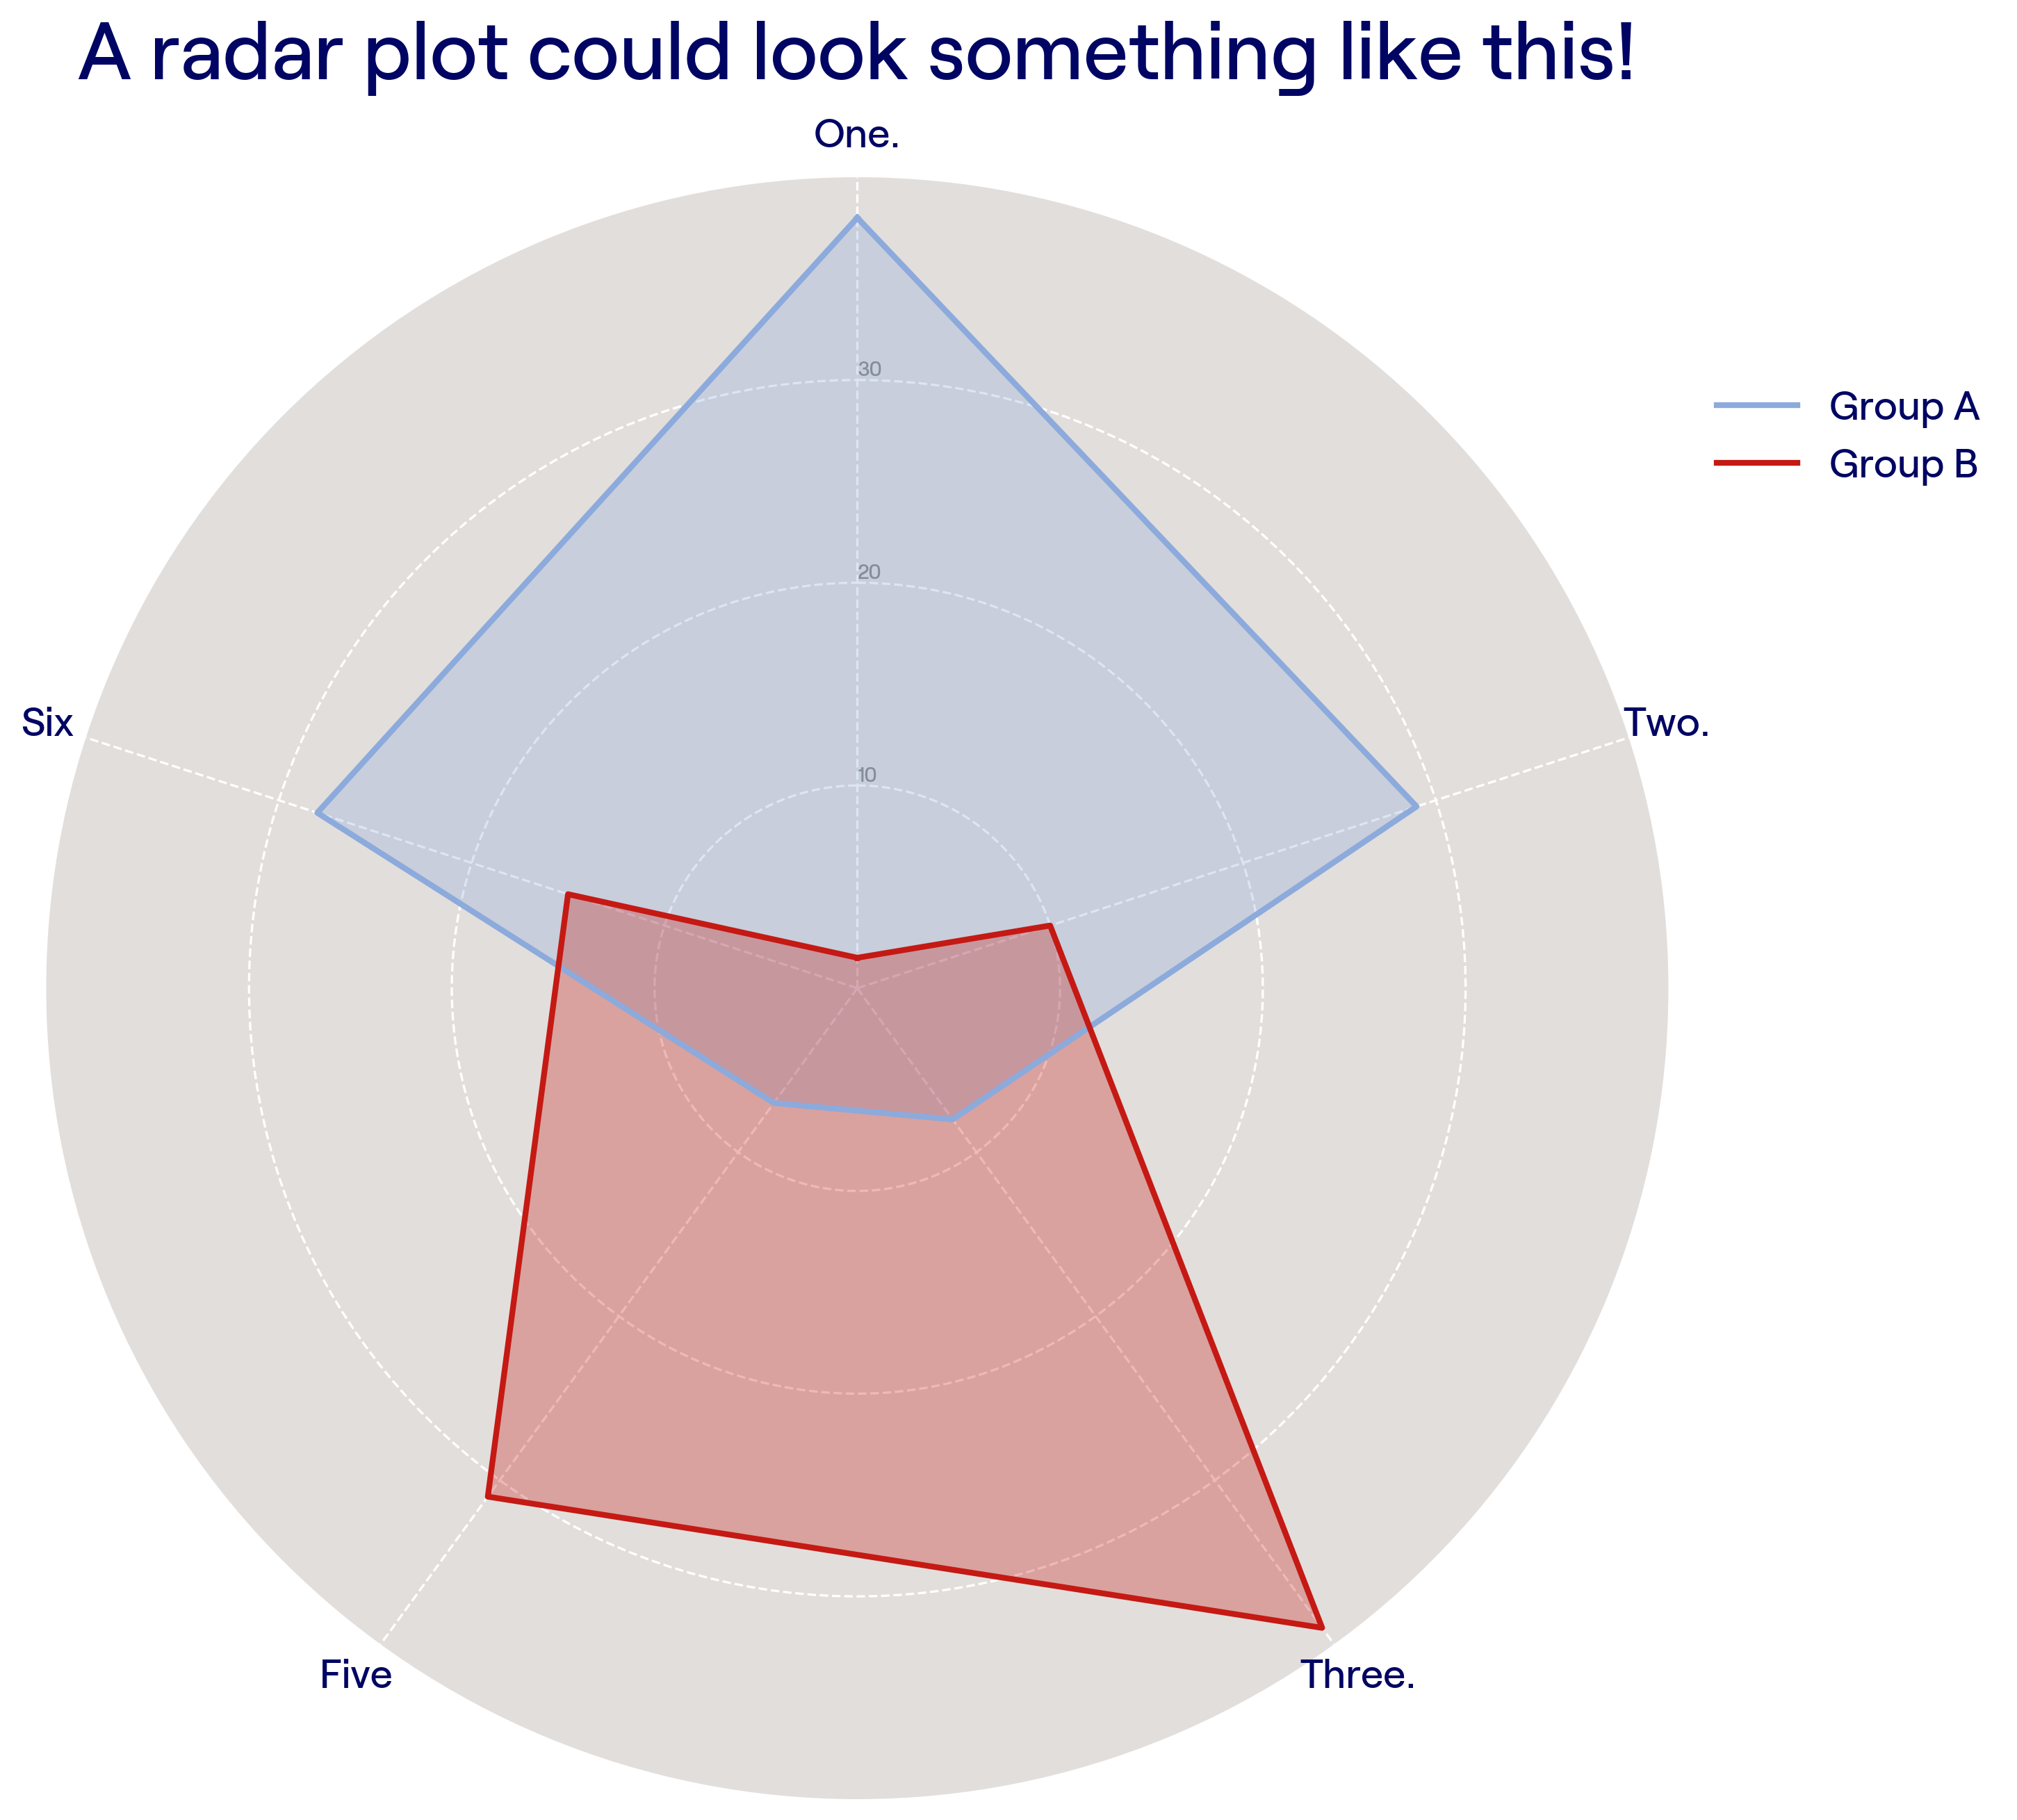 A radar plot could look something like this!
One.
30
Group A
Group B
20
Six
Two.
10
Five
Three.